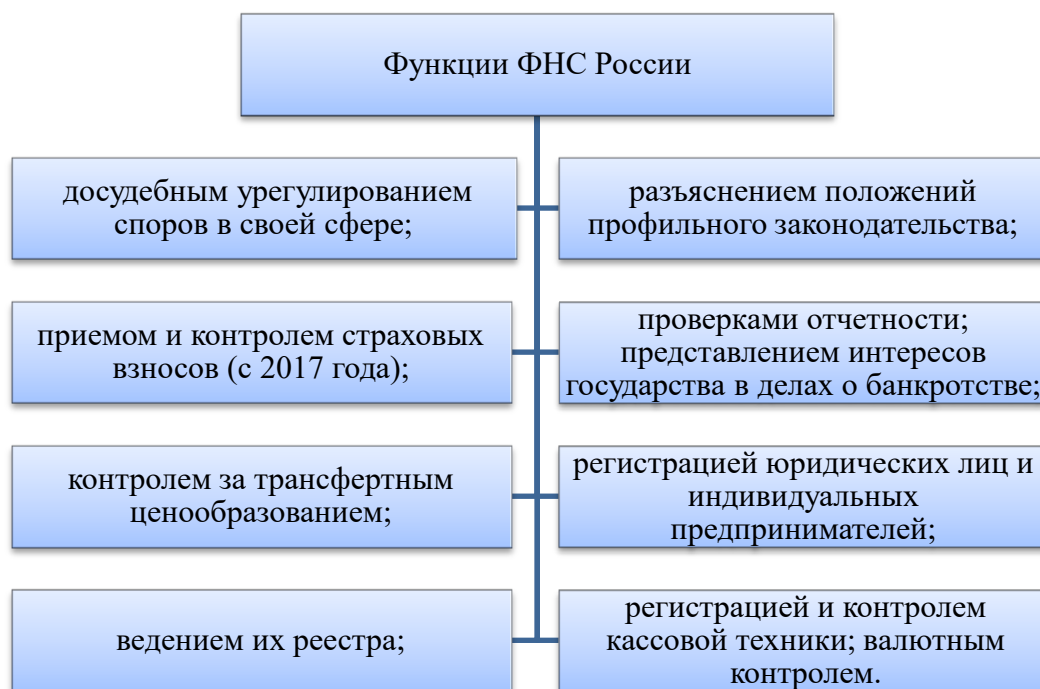 Функции ФНС России
досудебным урегулированием
споров в своей сфере;
разъяснением положений
профильного законодательства;
приемом и контролем страховых
взносов (с 2017 года);
проверками отчетности;
представлением интересов
государства в делах о банкротстве;
контролем за трансфертным
ценообразованием;
регистрацией юридических лиц и
индивидуальных
предпринимателей;
ведением их реестра;
регистрацией и контролем
кассовой техники; валютным
контролем.